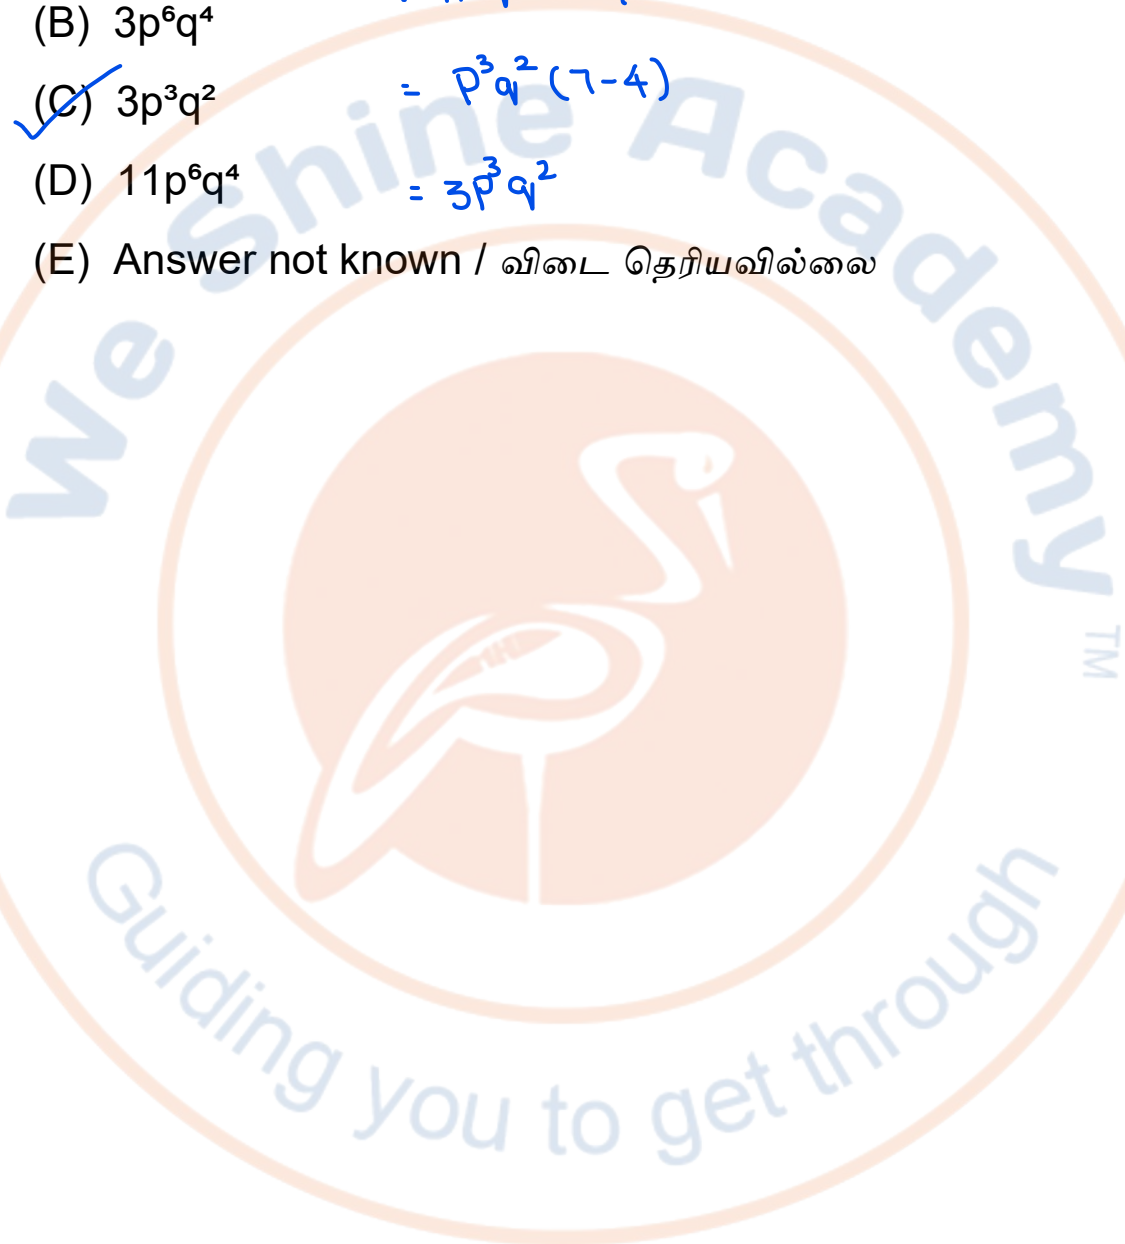 (B) 3p⁶q⁴
= p³q² (7-4)
(C) 3p³q²
(D) 11p⁶q⁴
= 3p³q²
(E) Answer not known / விடை தெரியவில்லை
We Shine Academy TM
Guiding you to get through